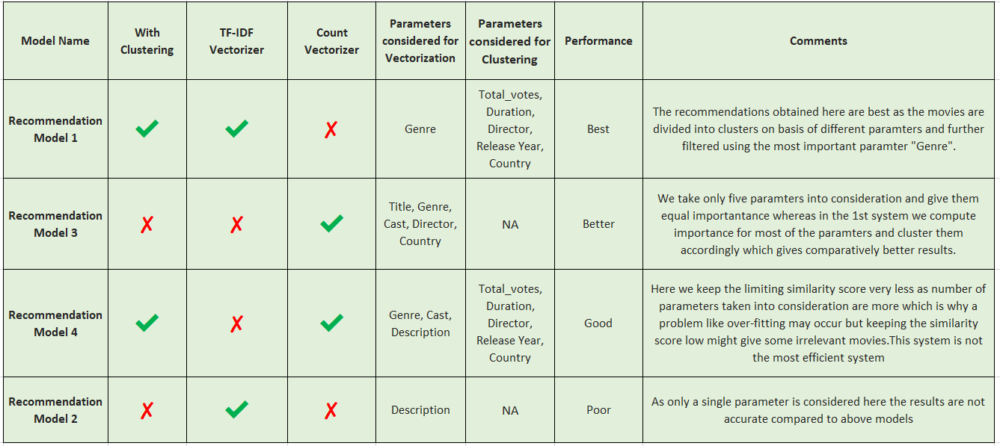 Model Name
With
Clustering
TF-IDF
Vectorizer
Count
Vectorizer
Parameters
considered for
Vectorization
Parameters
considered for
Clustering
Performance
Comments
Recommendation
Model 1
Genre
Total_votes,
Duration,
Director,
Release Year,
Country
Best
The recommendations obtained here are best as the movies are
divided into clusters on basis of different paramters and further
filtered using the most important paramter "Genre".
Recommendation
Model 3
Title, Genre,
Cast, Director,
Country
NA
Better
We take only five paramters into consideration and give them
equal importantance whereas in the 1st system we compute
importance for most of the paramters and cluster them
accordingly which gives comparatively better results.
Recommendation
Model 4
Genre, Cast,
Description
Total_votes,
Duration,
Director,
Release Year,
Country
Good
Here we keep the limiting similarity score very less as number of
parameters taken into consideration are more which is why a
problem like over-fitting may occur but keeping the similarity
score low might give some irrelevant movies.This system is not
the most efficient system
Recommendation
Model 2
Description
NA
Poor
As only a single parameter is considered here the results are not
accurate compared to above models